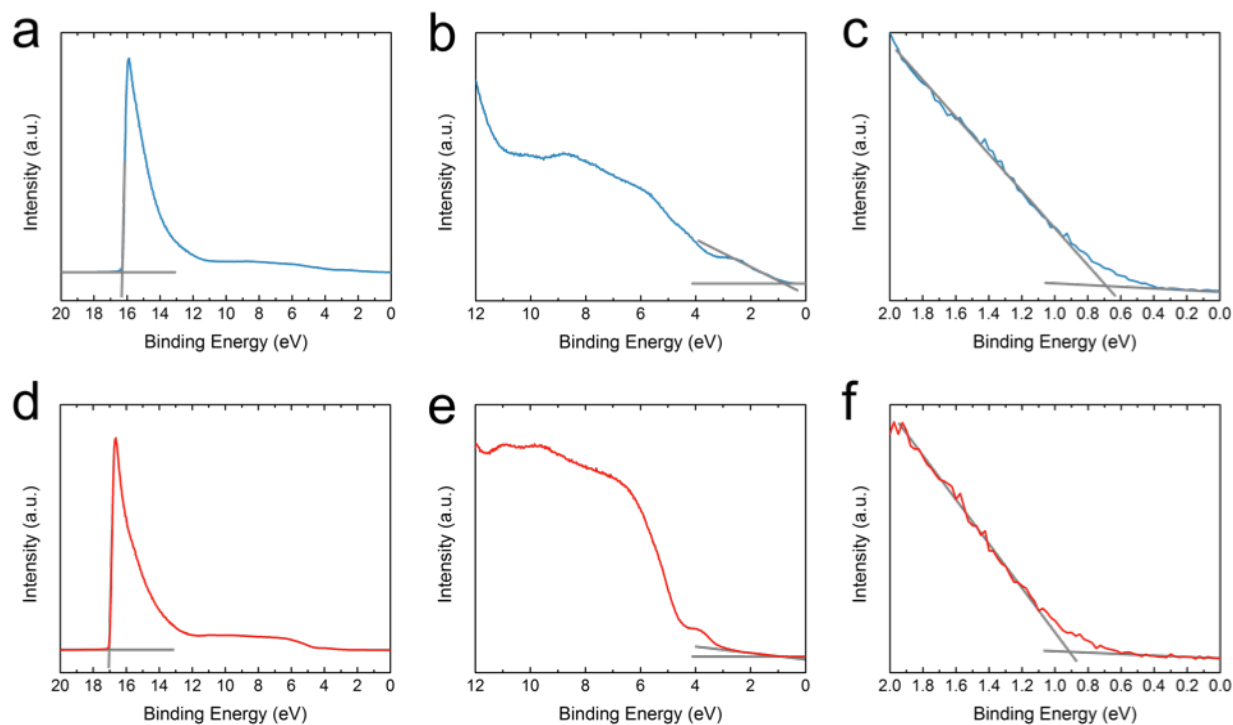 a
b
c
Intensity (a.u.)
Intensity (a.u.)
Intensity (a.u.)
20 18 16 14 12 10 8 6 4 2 0
12 10 8 6 4 2 0
2.0 1.8 1.6 1.4 1.2 1.0 0.8 0.6 0.4 0.2 0.0
Binding Energy (eV)
Binding Energy (eV)
Binding Energy (eV)
d
e
f
Intensity (a.u.)
Intensity (a.u.)
Intensity (a.u.)
20 18 16 14 12 10 8 6 4 2 0
12 10 8 6 4 2 0
2.0 1.8 1.6 1.4 1.2 1.0 0.8 0.6 0.4 0.2 0.0
Binding Energy (eV)
Binding Energy (eV)
Binding Energy (eV)